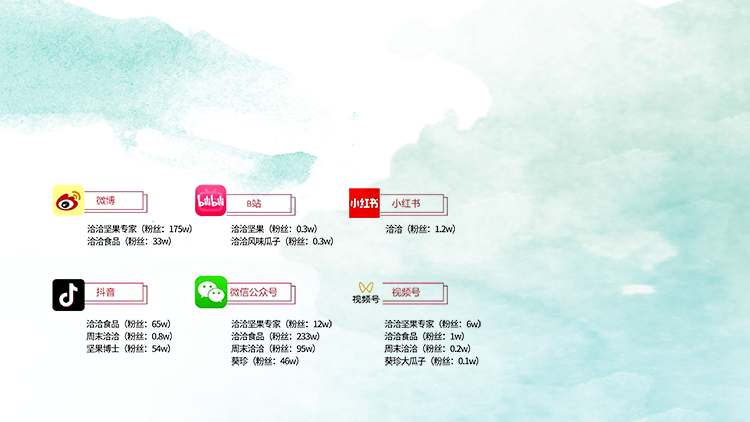 微博
洽洽坚果专家（粉丝：175w）
洽洽食品（粉丝：33w）
bilibili
B站
洽洽坚果（粉丝：0.3w）
洽洽风味瓜子（粉丝：0.3w）
小红书
小红书
洽洽（粉丝：1.2w）
抖音
洽洽食品（粉丝：65w）
周末洽洽（粉丝：0.8w）
坚果博士（粉丝：54w）
微信公众号
洽洽坚果专家（粉丝：12w）
洽洽食品（粉丝：233w）
周末洽洽（粉丝：95w）
葵珍（粉丝：46w）
视频号
视频号
洽洽坚果专家（粉丝：6w）
洽洽食品（粉丝：1w）
周末洽洽（粉丝：0.2w）
葵珍大瓜子（粉丝：0.1w）